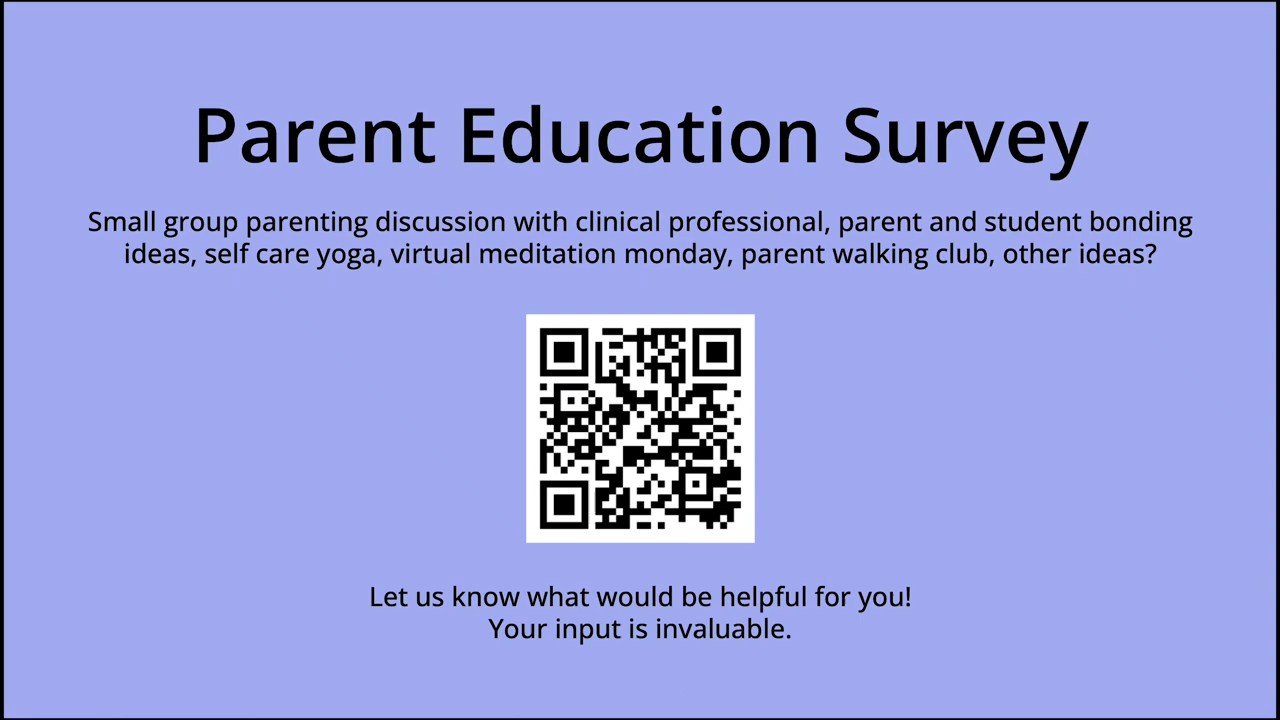 Parent Education Survey
Small group parenting discussion with clinical professional, parent and student bonding
ideas, self care yoga, virtual meditation monday, parent walking club, other ideas?
Let us know what would be helpful for you!
Your input is invaluable.